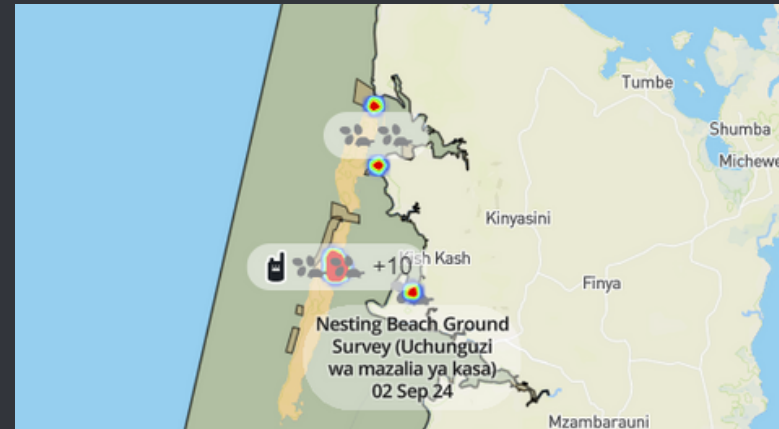 Tumbe
Shumba
Michewe
Kinyasini
+10
Kish Kash
Finya
Nesting Beach Ground
Survey (Uchunguzi
wa mazalia ya kasa)
02 Sep 24
Mzambarauni